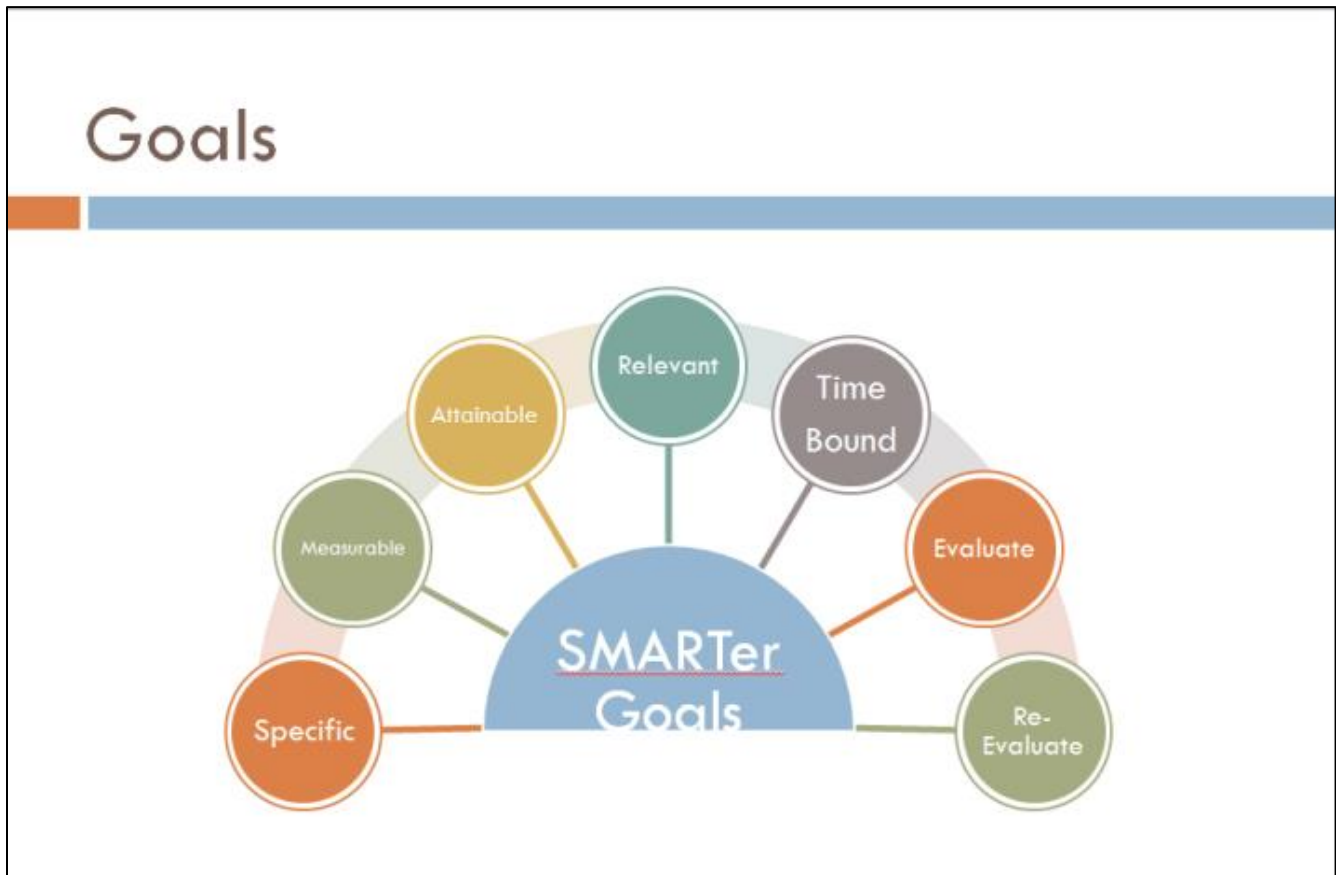 Goals
Specific
Measurable
Attainable
Relevant
Time
Bound
Evaluate
Re-
Evaluate
SMARTer
Goals